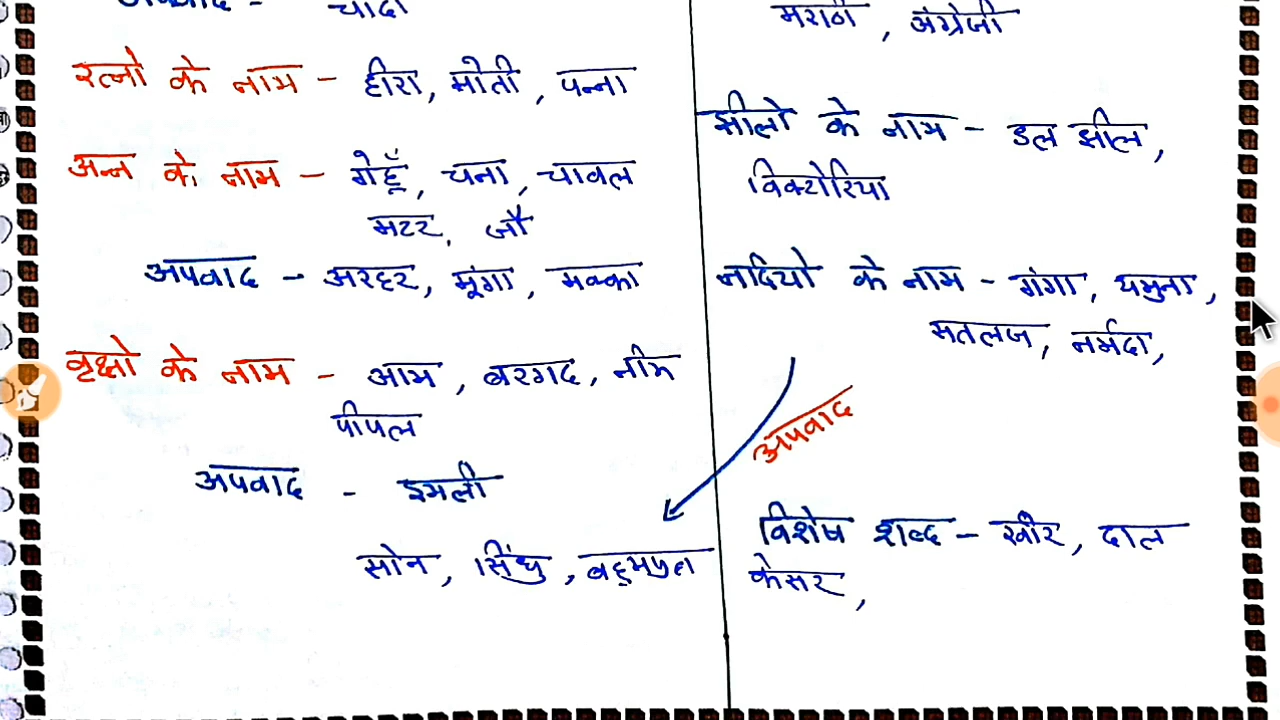 अपवाद - चांदी
रत्नो के नाम - हीरा, मोती, पन्ना
अन्न के नाम - गेहूँ, चना, चावल
मटर, जौ
अपवाद - अरहर, मूंगा, मक्का
वृक्षो के नाम - आम, बरगद, नीम
पीपल
अपवाद - इमली
सोन, सिंधु, बह्मपुत्र
मराठी, अंग्रेजी
झीलो के नाम - डल झील,
विक्टोरिया
नदियो के नाम - गंगा, यमुना,
सतलज, नर्मदा,
अपवाद
विशेष शब्द - खीर, दाल
केसर,